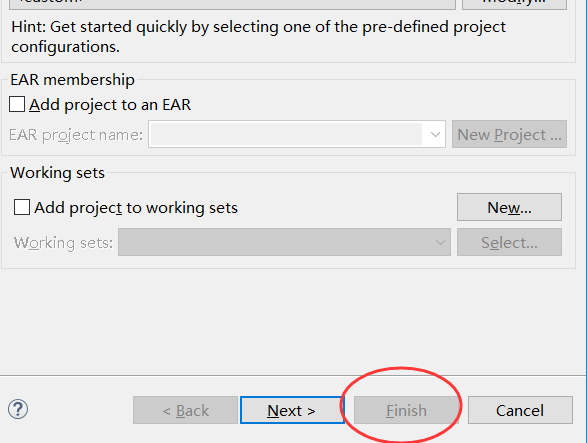 <custom>
Modify...
Hint: Get started quickly by selecting one of the pre-defined project
configurations.
EAR membership
Add project to an EAR
EAR project name:
New Project ...
Working sets
Add project to working sets
New...
Working sets:
Select...
?
< Back
Next >
Finish
Cancel